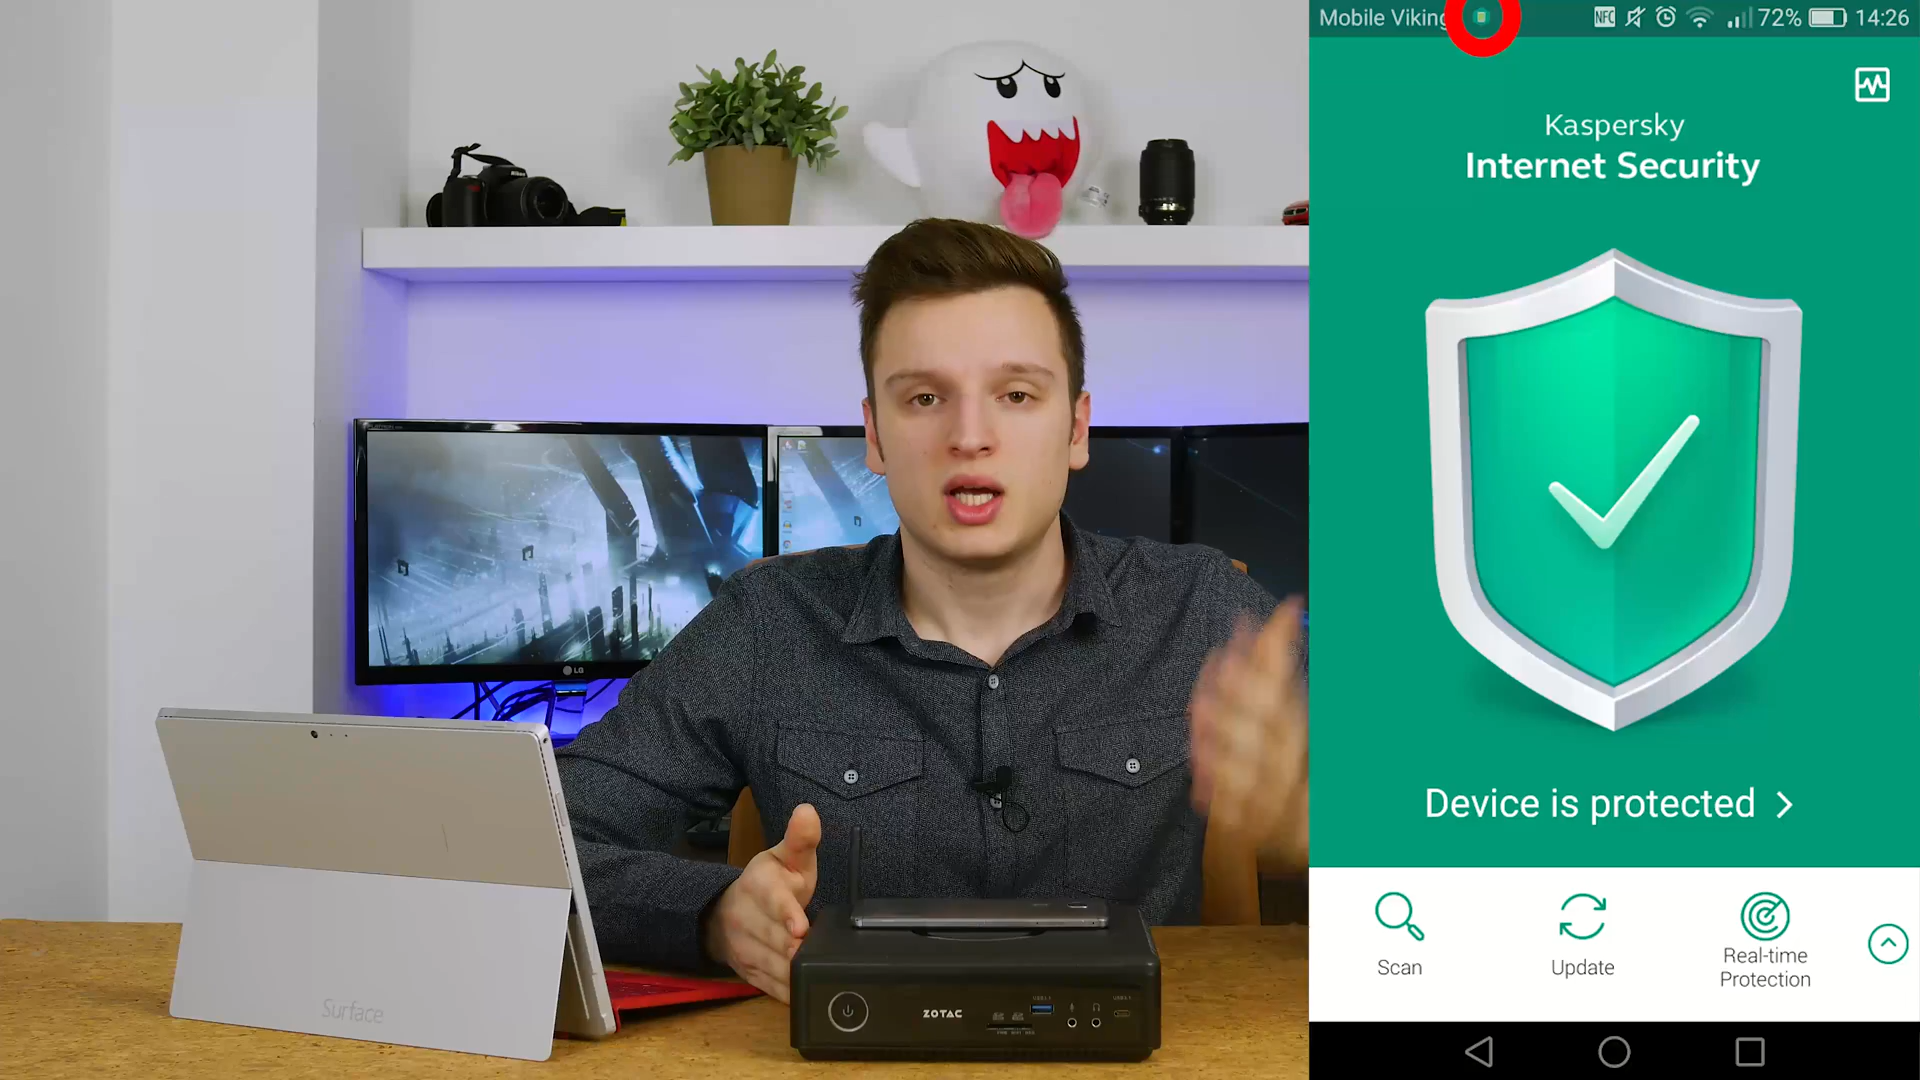 Mobile Viking
NFC
72%
14:26
Kaspersky
Internet Security
Device is protected
Scan
Update
Real-time
Protection
Nikon
LG
Surface
ZOTAC